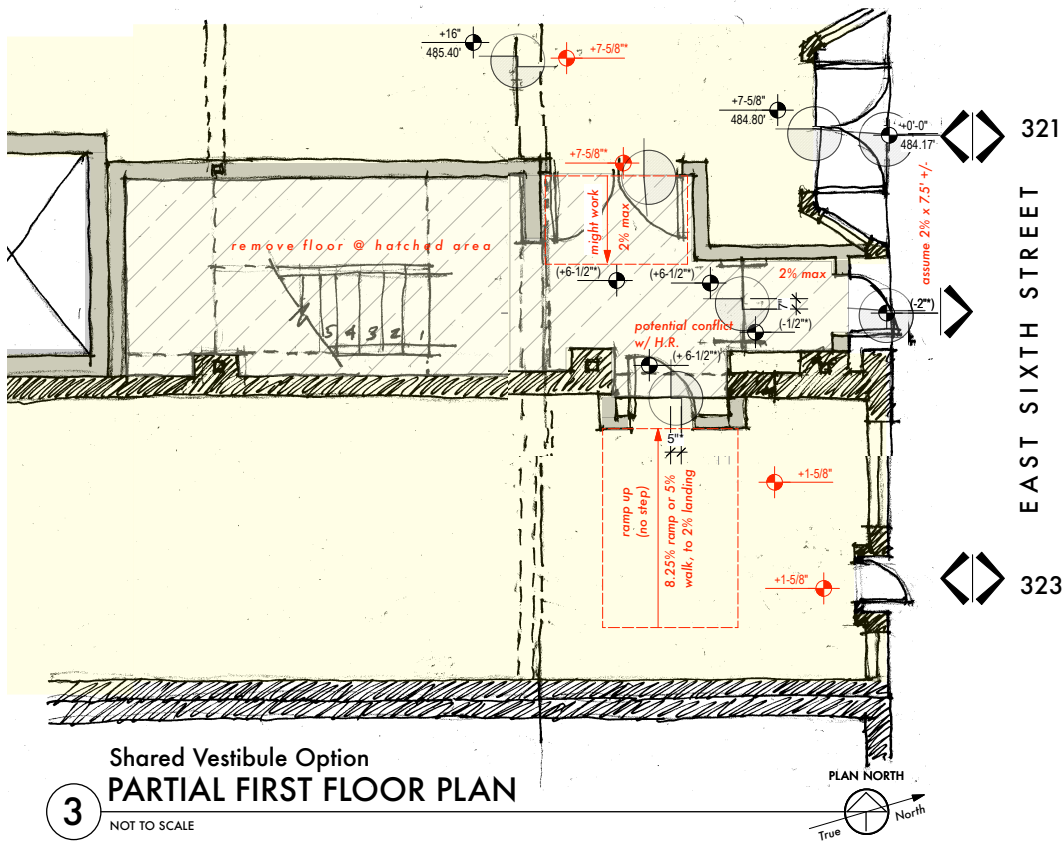 +16"
485.40'
+7-5/8"*
+7-5/8"
484.80'
+0'-0"
484.17'
321
+7-5/8"*
assume 2% x 7.5' +/-
might work
2% max
remove floor @ hatched area
(+6-1/2"*)
(+6-1/2"*)
2% max
7"
(-2"*)
(-1/2"*)
5 4 3 2 1
potential conflict
w/ H.R.
(+ 6-1/2"*)
EAST SIXTH STREET
5"*
+1-5/8"
ramp up
(no step)
8.25% ramp or 5%
walk, to 2% landing
+1-5/8"
323
Shared Vestibule Option
3
PARTIAL FIRST FLOOR PLAN
NOT TO SCALE
PLAN NORTH
True
North